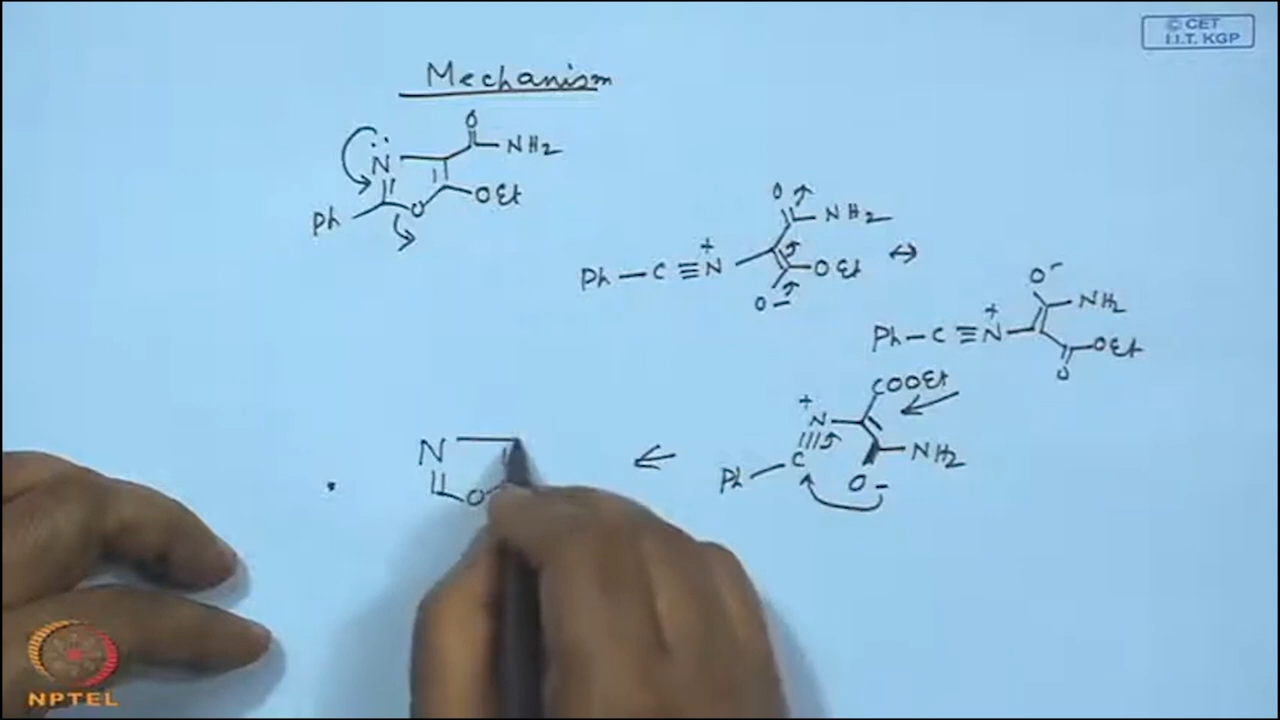 © CET
I.I.T. KGP
Mechanism
O
N NH2
Ph O OEt
O NH2
Ph-C≡N + OEt ↔
O-
O-
NH2
Ph-C≡N + OEt
O
COOEt
+ N
Ph C NH2
O -
N
O
NPTEL